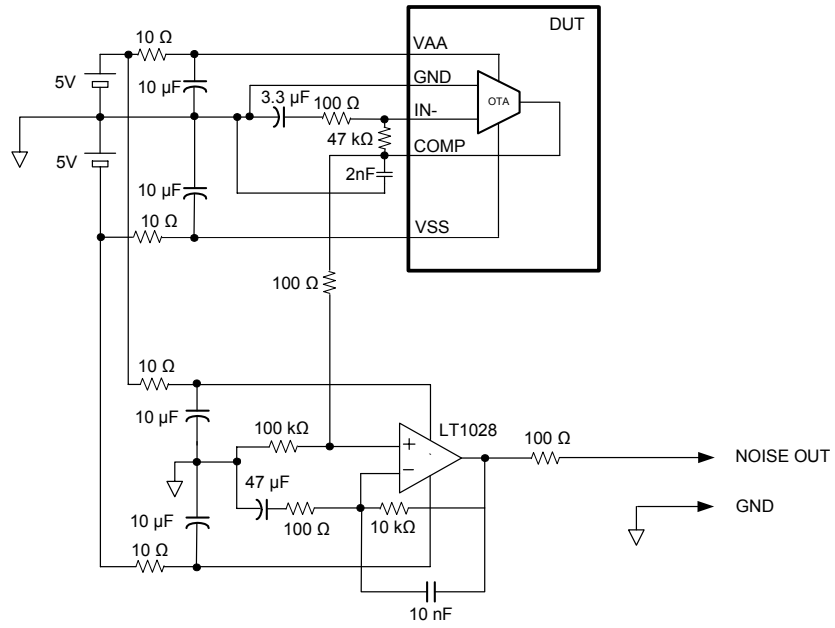 DUT
10 Ω
VAA
5V
10 µF
GND
3.3 µF
100 Ω
IN-
OTA
47 kΩ
COMP
5V
10 µF
2nF
10 Ω
VSS
100 Ω
10 Ω
10 µF
100 kΩ
LT1028
+
−
100 Ω
NOISE OUT
47 µF
100 Ω
10 kΩ
GND
10 µF
10 Ω
10 nF